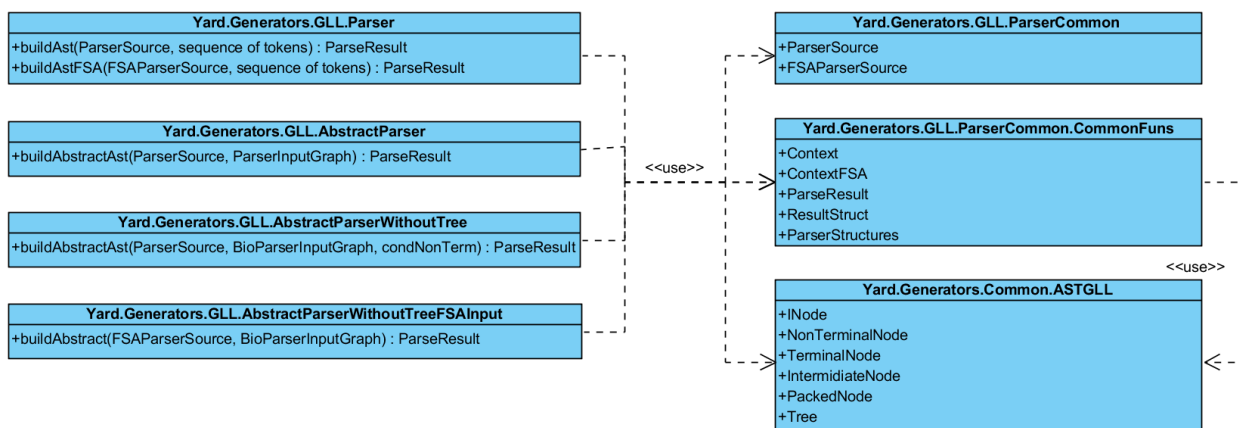 Yard.Generators.GLL.Parser
+buildAst(ParserSource, sequence of tokens) : ParseResult
+buildAstFSA(FSAParserSource, sequence of tokens) : ParseResult
Yard.Generators.GLL.AbstractParser
+buildAbstractAst(ParserSource, ParserInputGraph) : ParseResult
Yard.Generators.GLL.AbstractParserWithoutTree
+buildAbstractAst(ParserSource, BioParserInputGraph, condNonTerm) : ParseResult
Yard.Generators.GLL.AbstractParserWithoutTreeFSAInput
+buildAbstract(FSAParserSource, BioParserInputGraph) : ParseResult
<<use>>
Yard.Generators.GLL.ParserCommon
+ParserSource
+FSAParserSource
Yard.Generators.GLL.ParserCommon.CommonFuns
+Context
+ContextFSA
+ParseResult
+ResultStruct
+ParserStructures
<<use>>
Yard.Generators.Common.ASTGLL
+INode
+NonTerminalNode
+TerminalNode
+IntermidiateNode
+PackedNode
+Tree